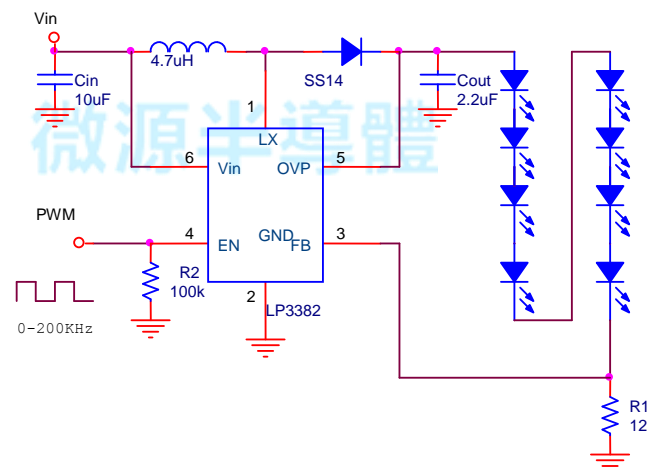 Vin
4.7uH
SS14
Cin
10uF
Cout
2.2uF
微源半導體
1
LX
6
Vin
OVP
5
PWM
4
EN
GND
FB
3
R2
100k
2
LP3382
0-200KHz
R1
12